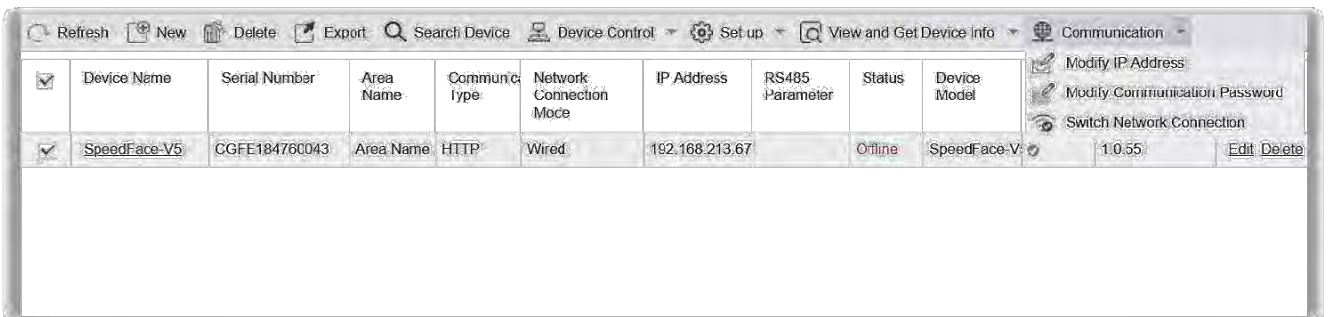 Refresh New Delete Export Search Device Device Control Set up View and Get Device Info Communication
Modify IP Address
Modify Communication Password
Switch Network Connection
Device Name Serial Number Area Name Communica Type Network Connection Mode IP Address RS485 Parameter Status Device Model
SpeedFace-V5 CGFE184760043 Area Name HTTP Wired 192.168.213.67 Offline SpeedFace-V 1.0.55 Edit Delete